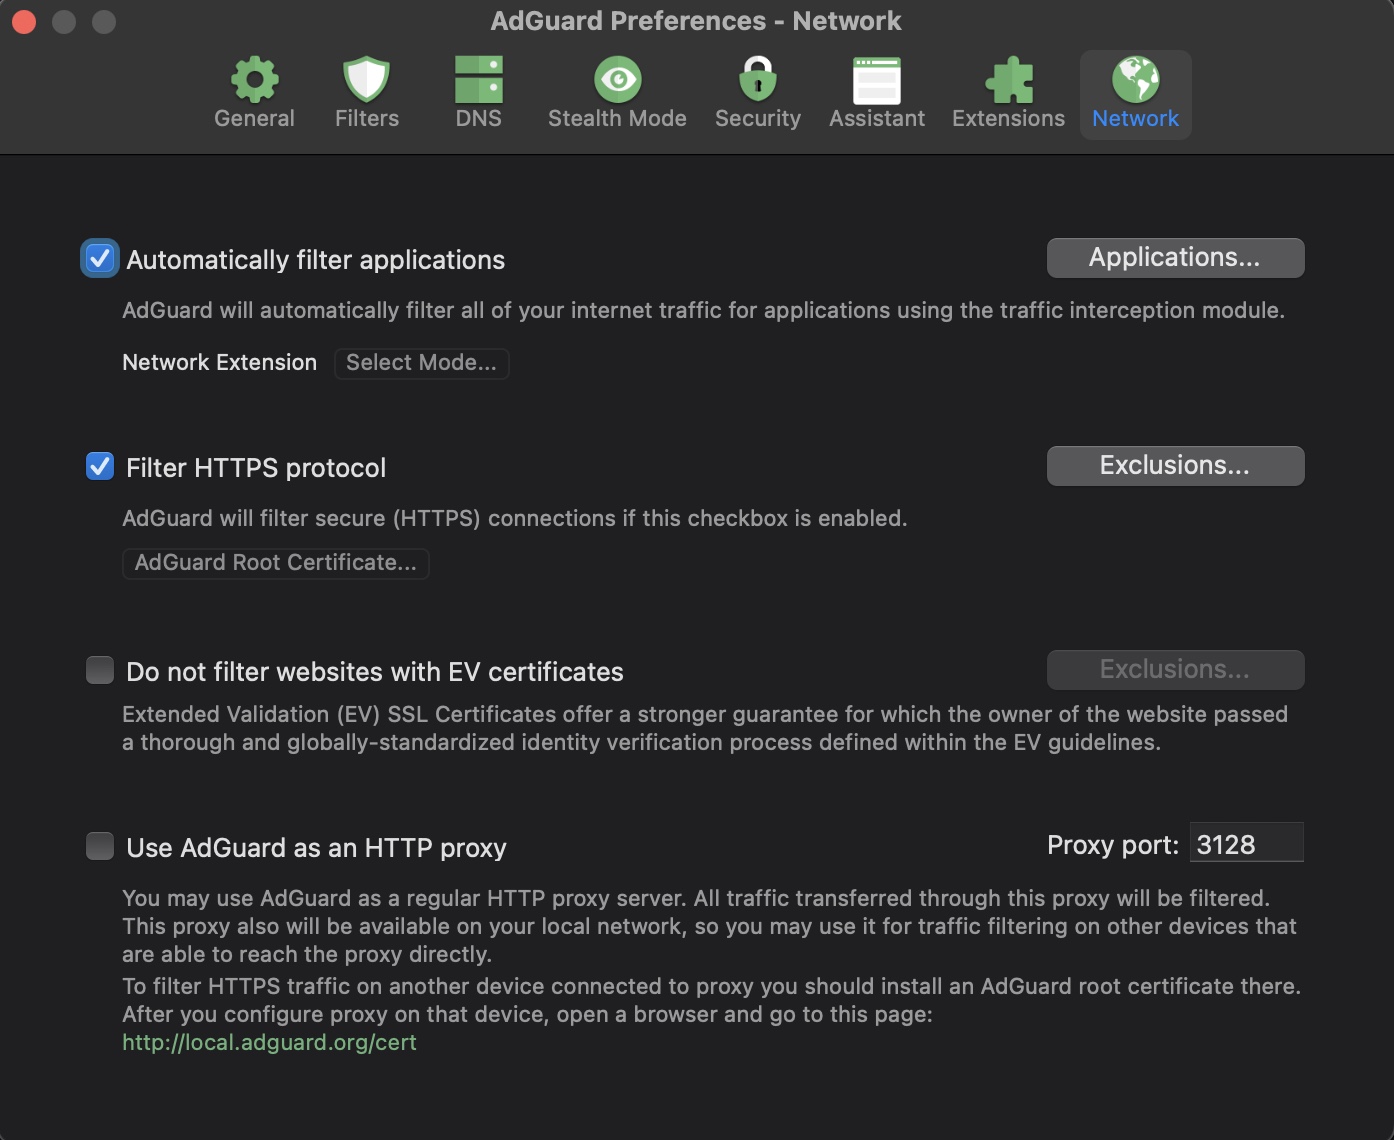 AdGuard Preferences - Network
General Filters DNS Stealth Mode Security Assistant Extensions Network
Automatically filter applications Applications...
AdGuard will automatically filter all of your internet traffic for applications using the traffic interception module.
Network Extension Select Mode...
Filter HTTPS protocol Exclusions...
AdGuard will filter secure (HTTPS) connections if this checkbox is enabled.
AdGuard Root Certificate...
Do not filter websites with EV certificates Exclusions...
Extended Validation (EV) SSL Certificates offer a stronger guarantee for which the owner of the website passed
a thorough and globally-standardized identity verification process defined within the EV guidelines.
Use AdGuard as an HTTP proxy Proxy port: 3128
You may use AdGuard as a regular HTTP proxy server. All traffic transferred through this proxy will be filtered.
This proxy also will be available on your local network, so you may use it for traffic filtering on other devices that
are able to reach the proxy directly.
To filter HTTPS traffic on another device connected to proxy you should install an AdGuard root certificate there.
After you configure proxy on that device, open a browser and go to this page:
http://local.adguard.org/cert